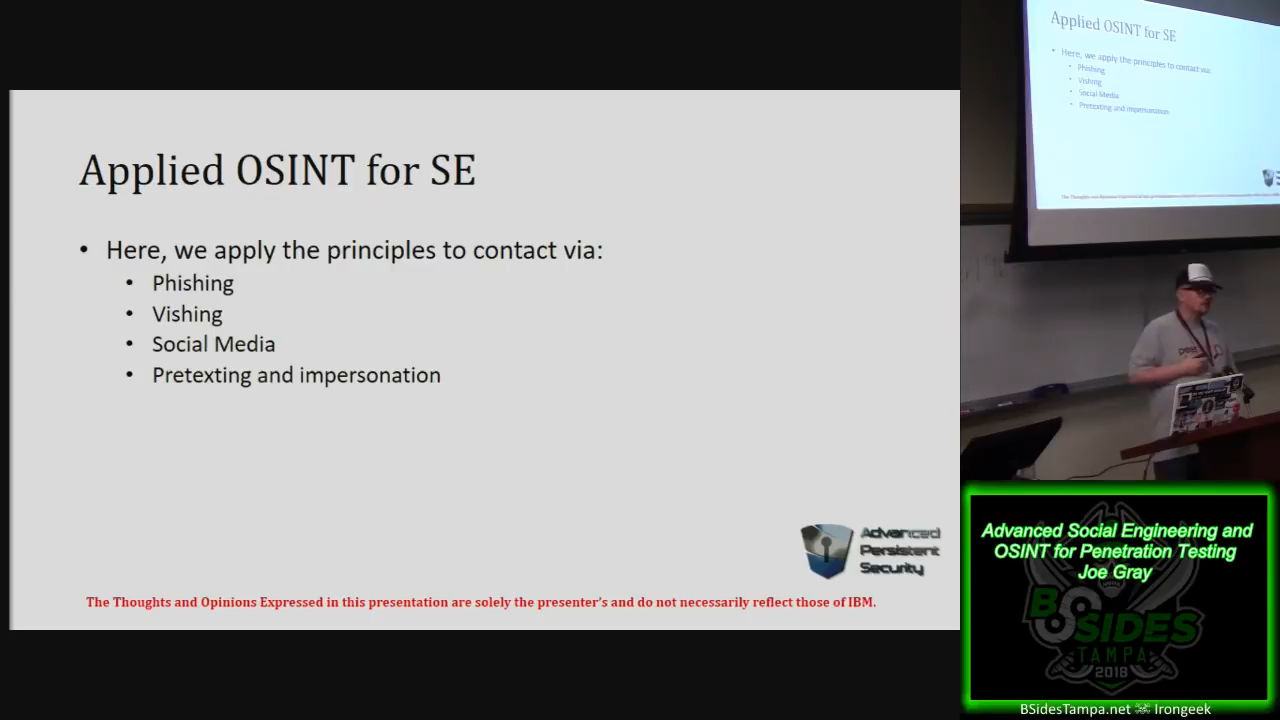 Applied OSINT for SE
• Here, we apply the principles to contact via:
• Phishing
• Vishing
• Social Media
• Pretexting and impersonation
Advanced
Persistent
Security
The Thoughts and Opinions Expressed in this presentation are solely the presenter's and do not necessarily reflect those of IBM.
Applied OSINT for SE
• Here, we apply the principles to contact via:
• Phishing
• Vishing
• Social Media
• Pretexting and impersonation
Advanced Social Engineering and
OSINT for Penetration Testing
Joe Gray
BSIDES
TAMPA
2018
BSidesTampa.net ☠ Irongeek